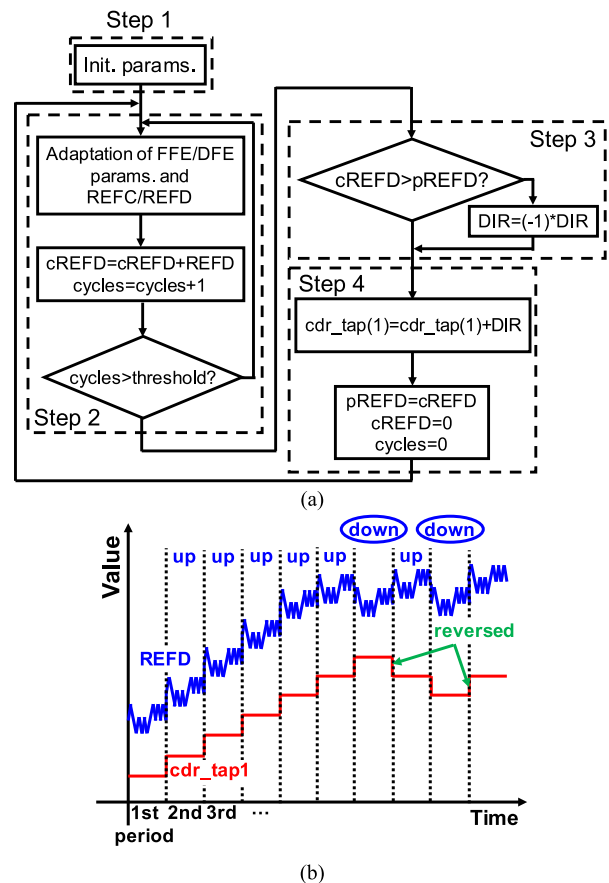 Step 1
Init. params.
Adaptation of FFE/DFE
params. and
REFC/REFD
cREFD=cREFD+REFD
cycles=cycles+1
cycles>threshold?
Step 2
cREFD>pREFD?
Step 3
DIR=(-1)*DIR
Step 4
cdr_tap(1)=cdr_tap(1)+DIR
pREFD=cREFD
cREFD=0
cycles=0
(a)
down down
up up up up up up
Value
REFD
reversed
cdr_tap1
1st 2nd 3rd ...
period
Time
(b)